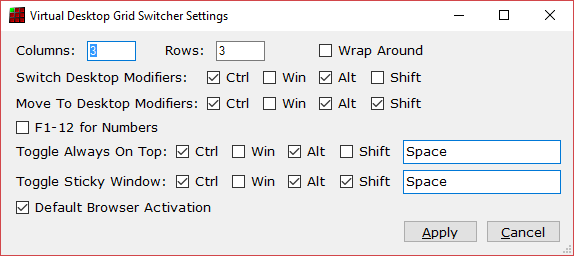 Virtual Desktop Grid Switcher Settings
Columns: 3 Rows: 3 Wrap Around
Switch Desktop Modifiers: Ctrl Win Alt Shift
Move To Desktop Modifiers: Ctrl Win Alt Shift
F1-12 for Numbers
Toggle Always On Top: Ctrl Win Alt Shift Space
Toggle Sticky Window: Ctrl Win Alt Shift Space
Default Browser Activation
Apply Cancel